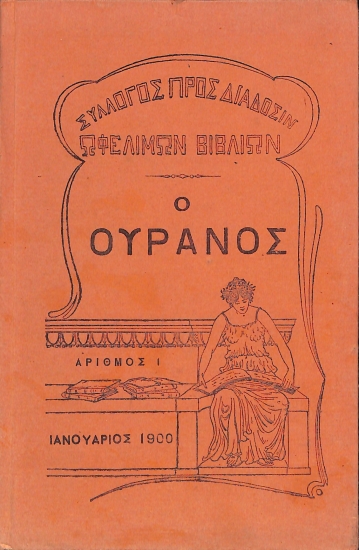 ΣΥΛΛΟΓΟΣ ΠΡΟΣ ΔΙΑΔΟΣΙΝ
ΩΦΕΛΙΜΩΝ ΒΙΒΛΙΩΝ
Ο
ΟΥΡΑΝΟΣ
ΑΡΙΘΜΟΣ 1
ΙΑΝΟΥΑΡΙΟΣ 1900